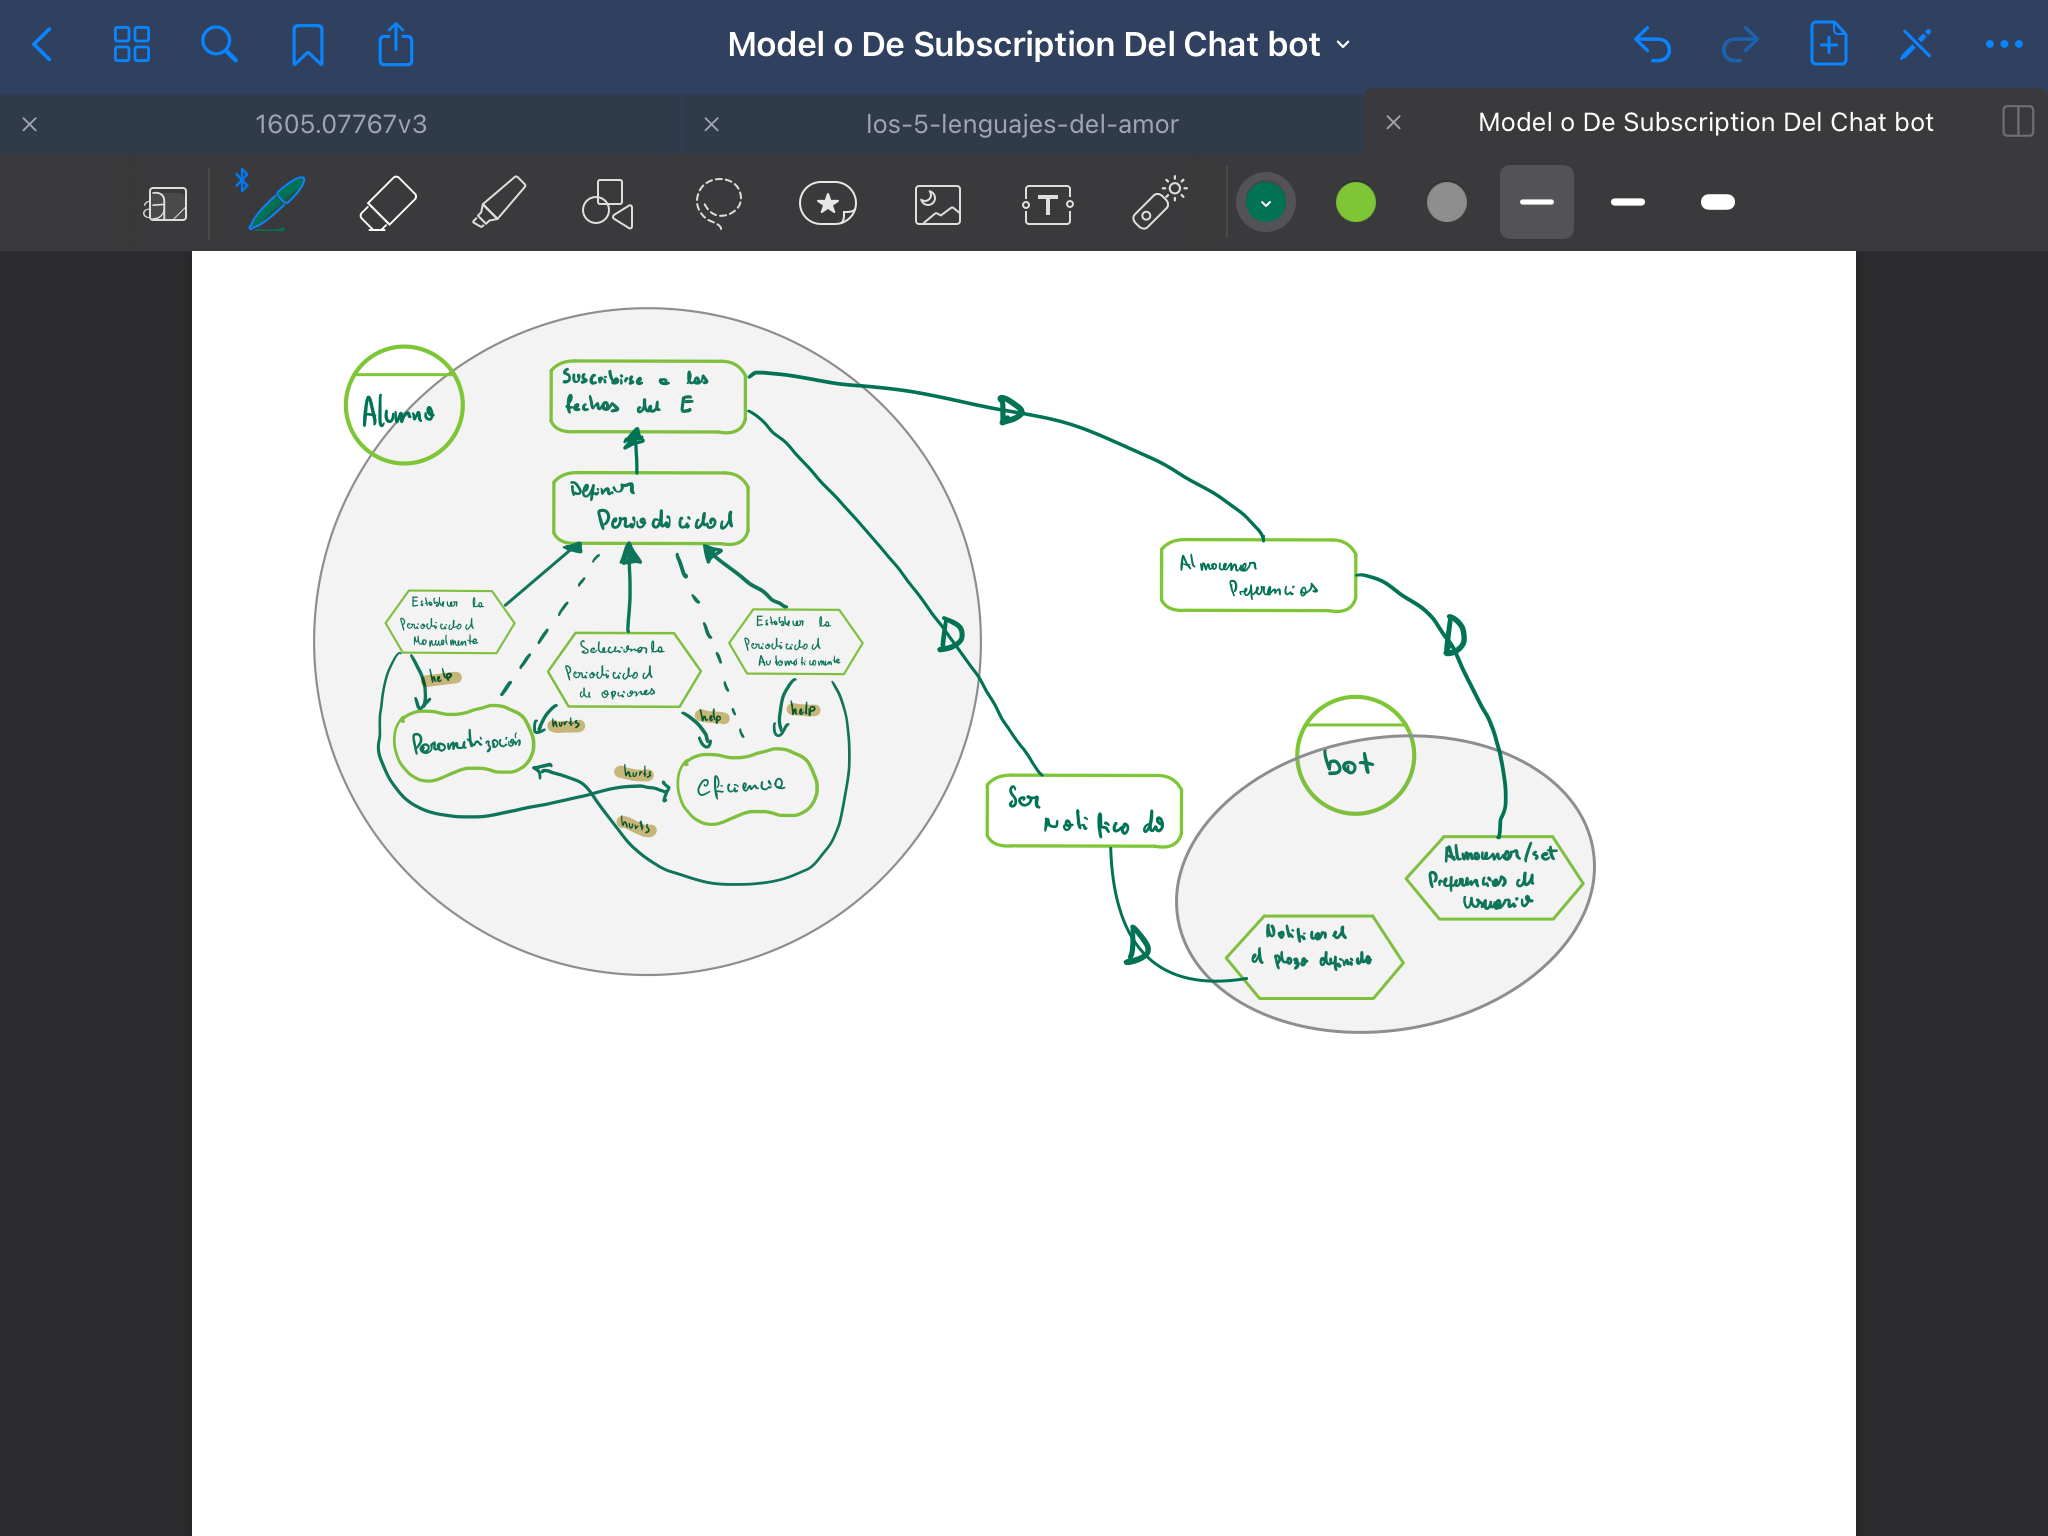 Model o De Subscription Del Chat bot
1605.07767v3
los-5-lenguajes-del-amor
Model o De Subscription Del Chat bot
Alumno
Suscribirse a las
fechas del E
Definir
Periodicidad
Establecer la
Periodicidad
Manualmente
Seleccionar la
Periodicidad
de opciones
Establecer la
Periodicidad
Automáticamente
help
hurts
help
help
Parametización
hurts
Eficiencia
hurts
Almacenar
Preferencias
Ser
Notificado
bot
Almacenar/set
Preferencias de
Usuario
Notificar el
el plazo definido